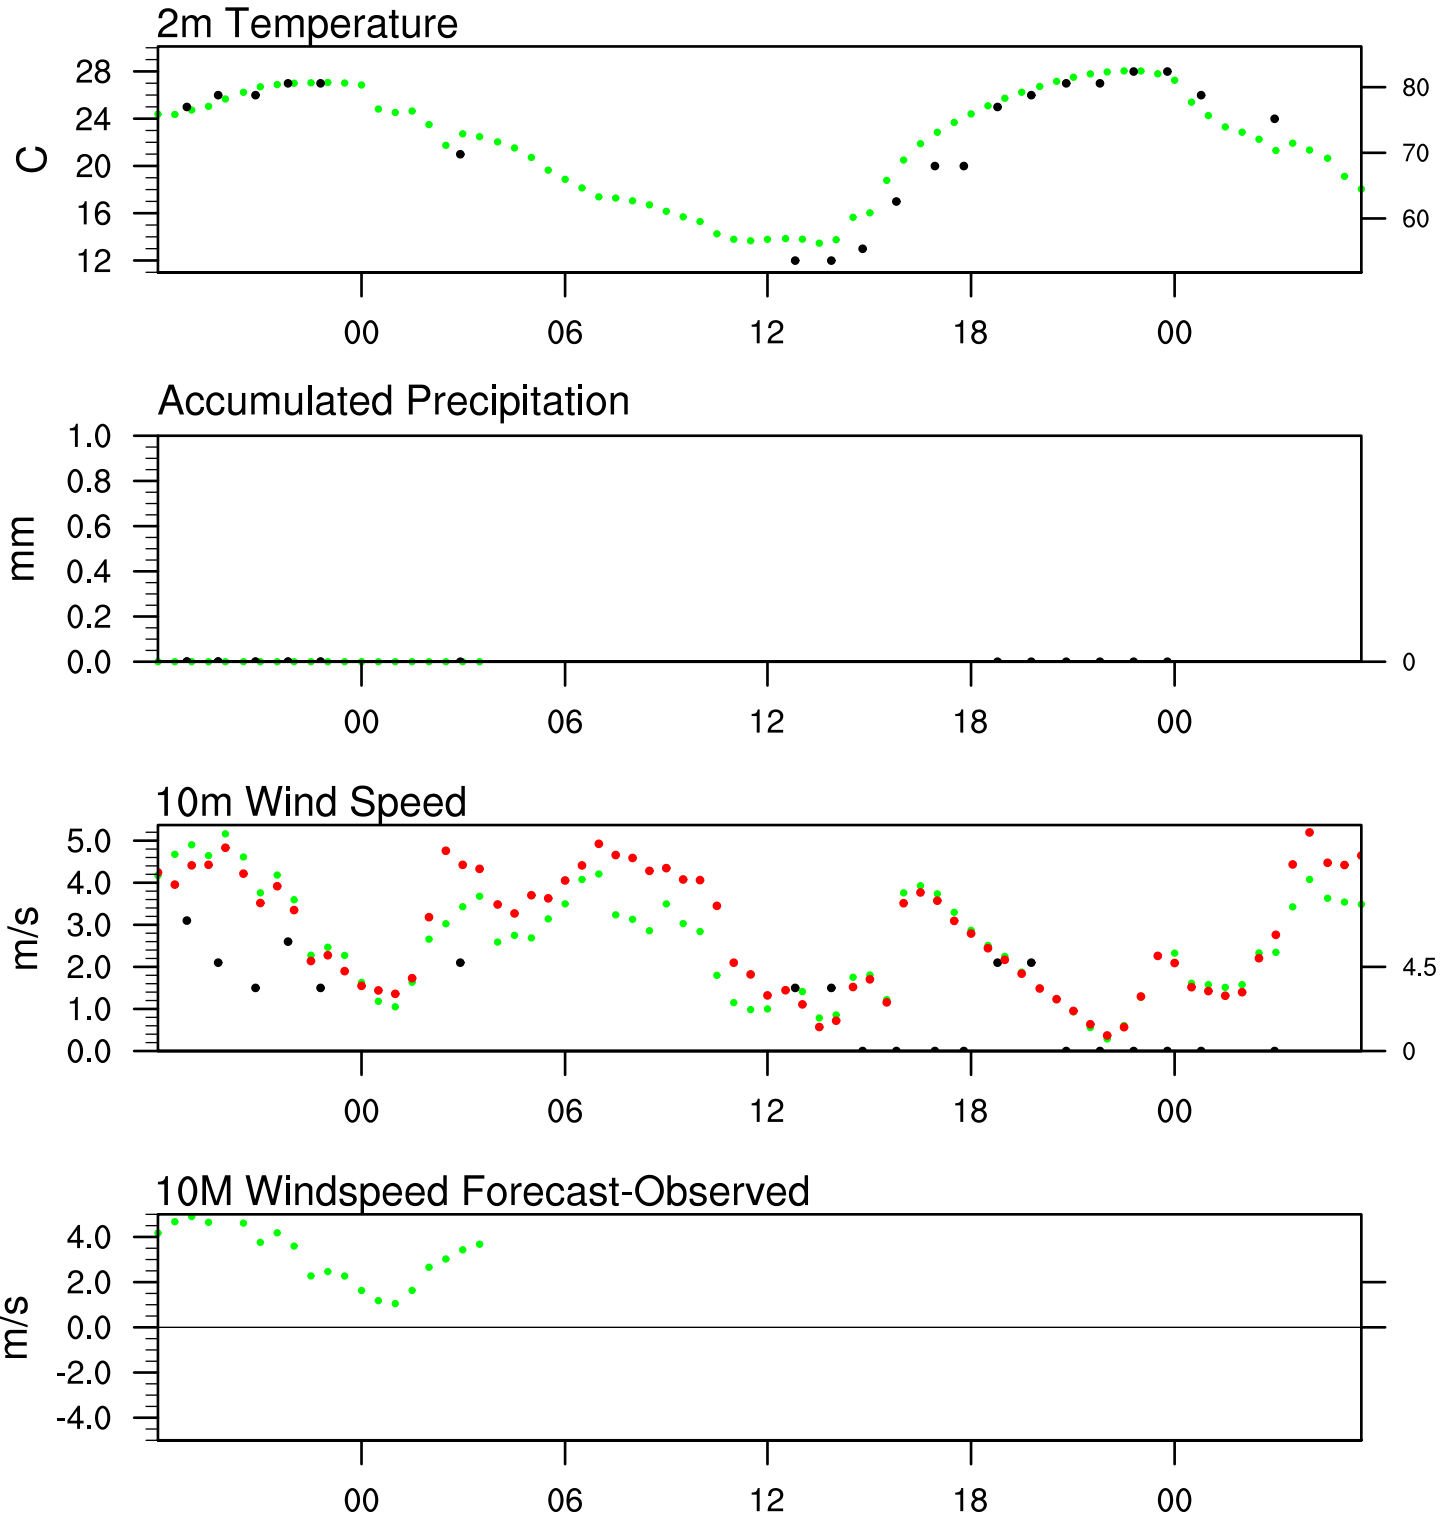 2m Temperature
28
24
20
16
12
C
80
70
60
00 06 12 18 00
Accumulated Precipitation
1.0
0.8
0.6
0.4
0.2
0.0
mm
0
00 06 12 18 00
10m Wind Speed
5.0
4.0
3.0
2.0
1.0
0.0
m/s
4.5
0
00 06 12 18 00
10M Windspeed Forecast-Observed
4.0
2.0
0.0
-2.0
-4.0
m/s
00 06 12 18 00